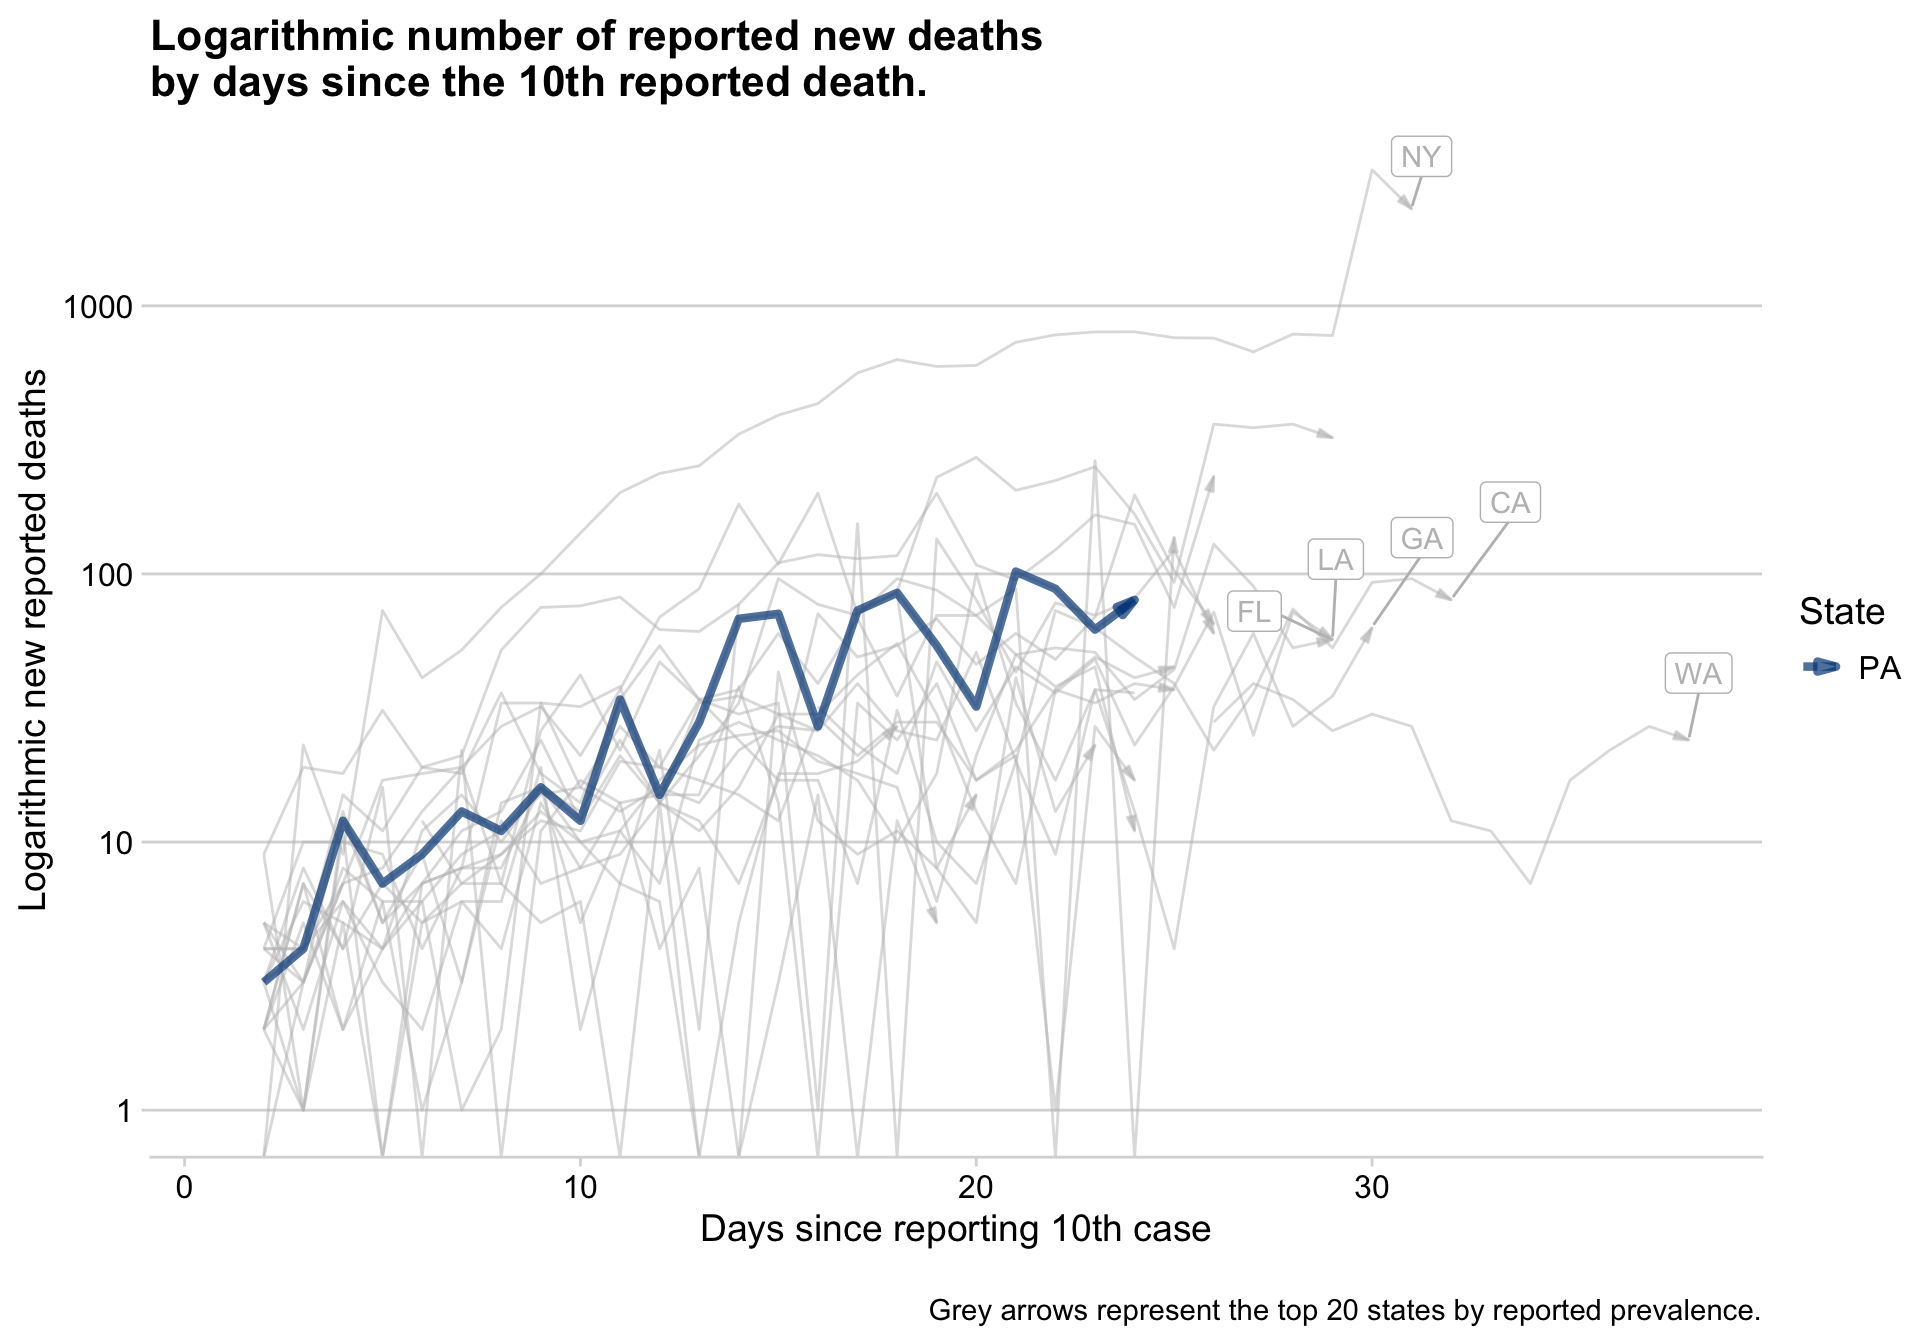 Logarithmic number of reported new deaths
by days since the 10th reported death.
NY
1000
CA
GA
LA
100
FL
State
PA
WA
10
1
Logarithmic new reported deaths
0 10 20 30
Days since reporting 10th case
Grey arrows represent the top 20 states by reported prevalence.